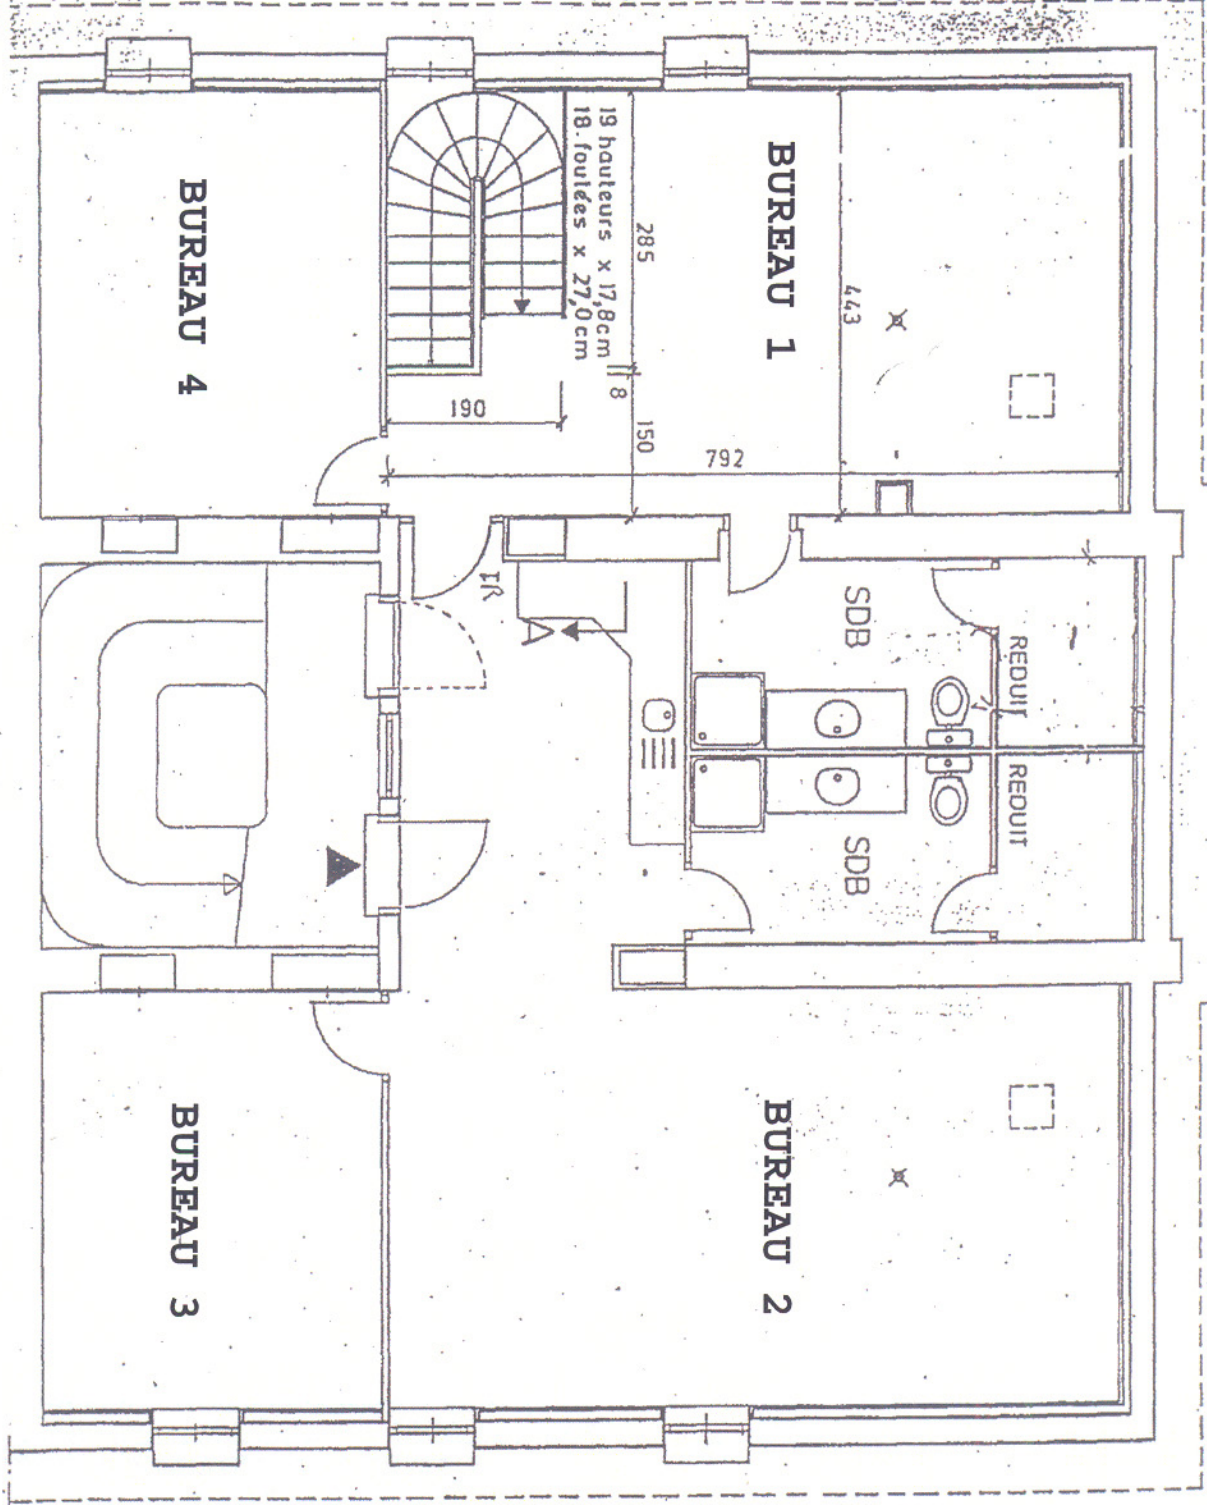 BUREAU 1
443
19 hauteurs x 17,8cm
18 foulées x 27,0cm
285
8
150
190
792
BUREAU 4
SDB
REDUIT
REDUIT
SDB
BUREAU 2
BUREAU 3